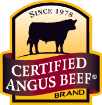 SINCE 1978
CERTIFIED
ANGUS BEEF®
BRAND